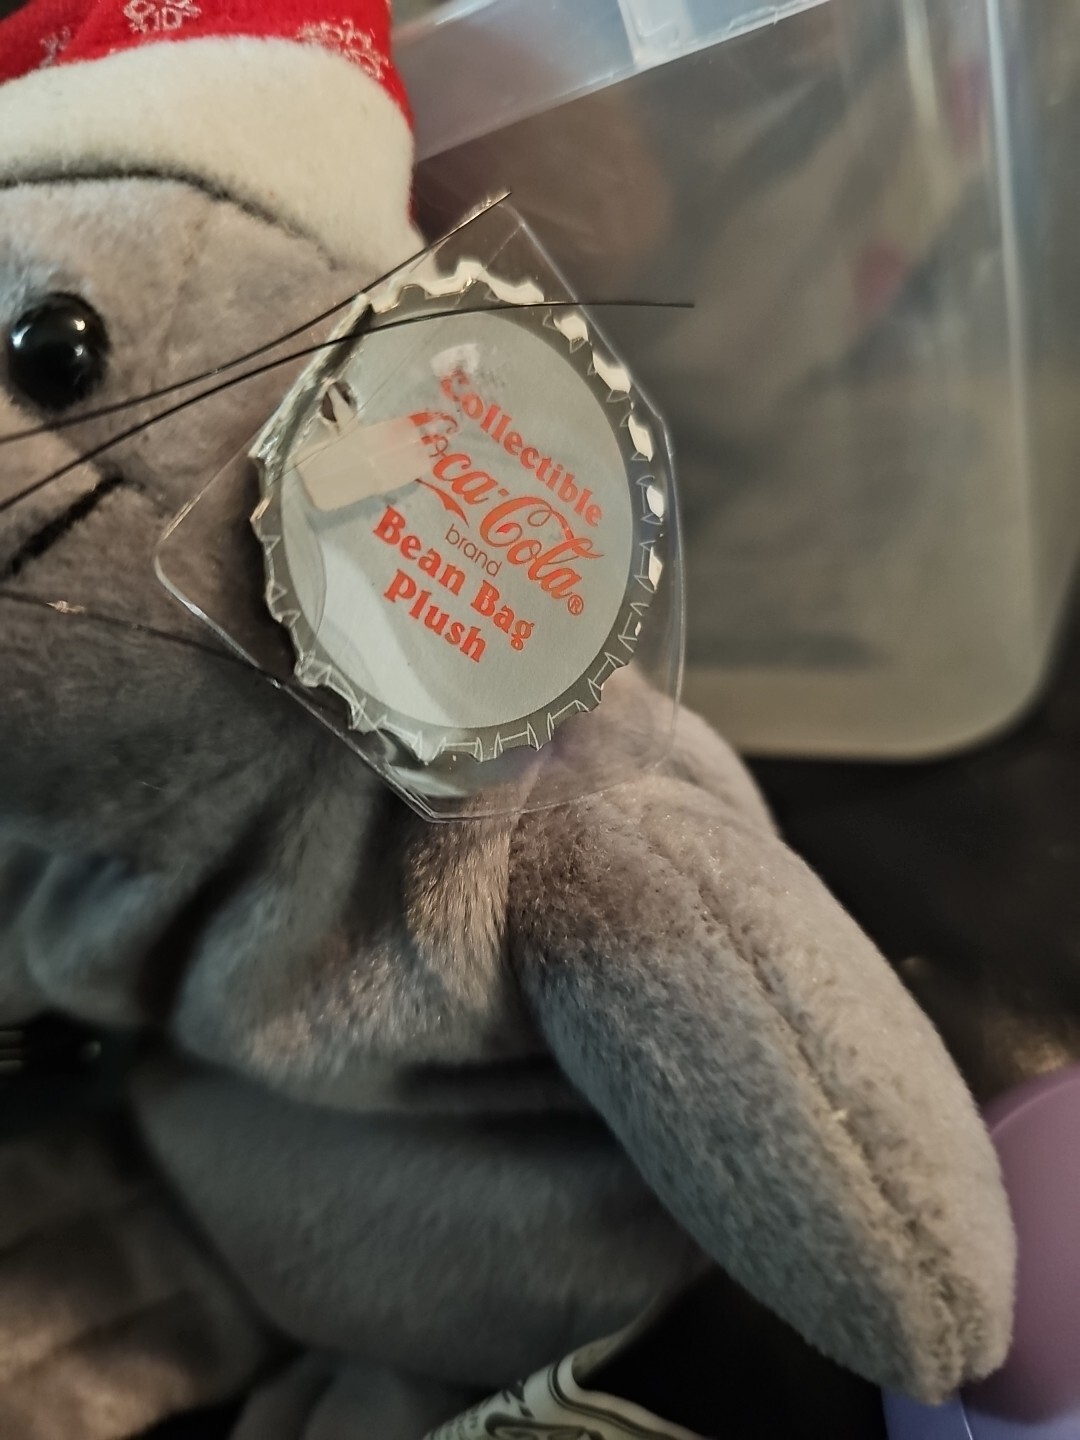 Collectible
Coca-Cola®
brand
Bean Bag
Plush